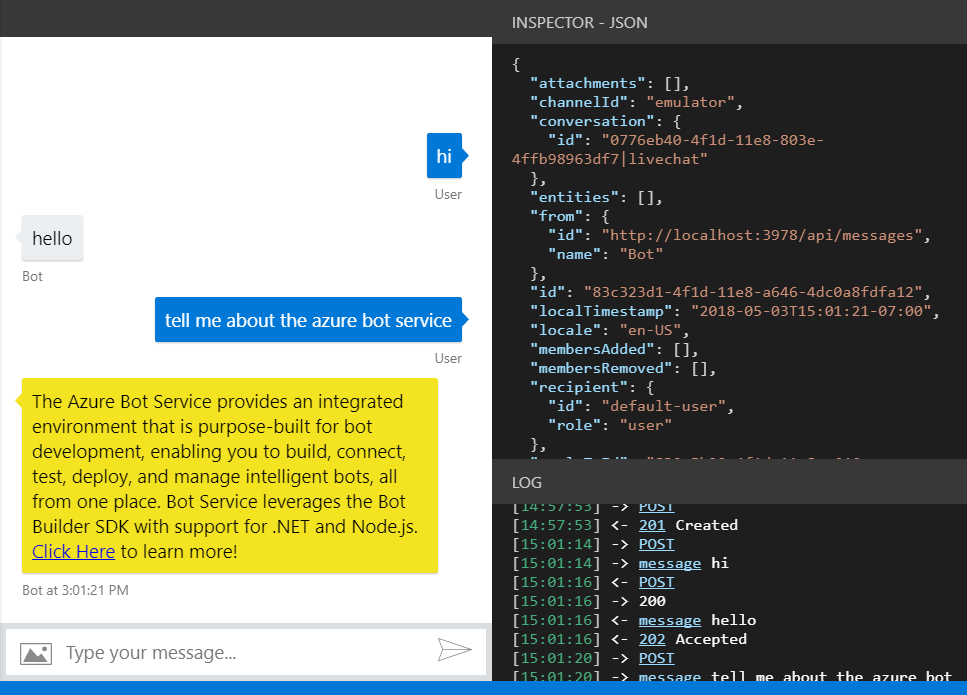 hi
User
hello
Bot
tell me about the azure bot service
User
The Azure Bot Service provides an integrated
environment that is purpose-built for bot
development, enabling you to build, connect,
test, deploy, and manage intelligent bots, all
from one place. Bot Service leverages the Bot
Builder SDK with support for .NET and Node.js.
Click Here to learn more!
Bot at 3:01:21 PM
Type your message...
INSPECTOR - JSON
{
"attachments": [],
"channelId": "emulator",
"conversation": {
"id": "0776eb40-4f1d-11e8-803e-
4ffb98963df7|livechat"
},
"entities": [],
"from": {
"id": "http://localhost:3978/api/messages",
"name": "Bot"
},
"id": "83c323d1-4f1d-11e8-a646-4dc0a8fdfa12",
"localTimestamp": "2018-05-03T15:01:21-07:00",
"locale": "en-US",
"membersAdded": [],
"membersRemoved": [],
"recipient": {
"id": "default-user",
"role": "user"
},
LOG
[14:57:53] -> POST
[14:57:53] <- 201 Created
[15:01:14] -> POST
[15:01:14] -> message hi
[15:01:16] <- POST
[15:01:16] -> 200
[15:01:16] <- message hello
[15:01:16] <- 202 Accepted
[15:01:20] -> POST
[15:01:20] -> message tell me about the azure bot